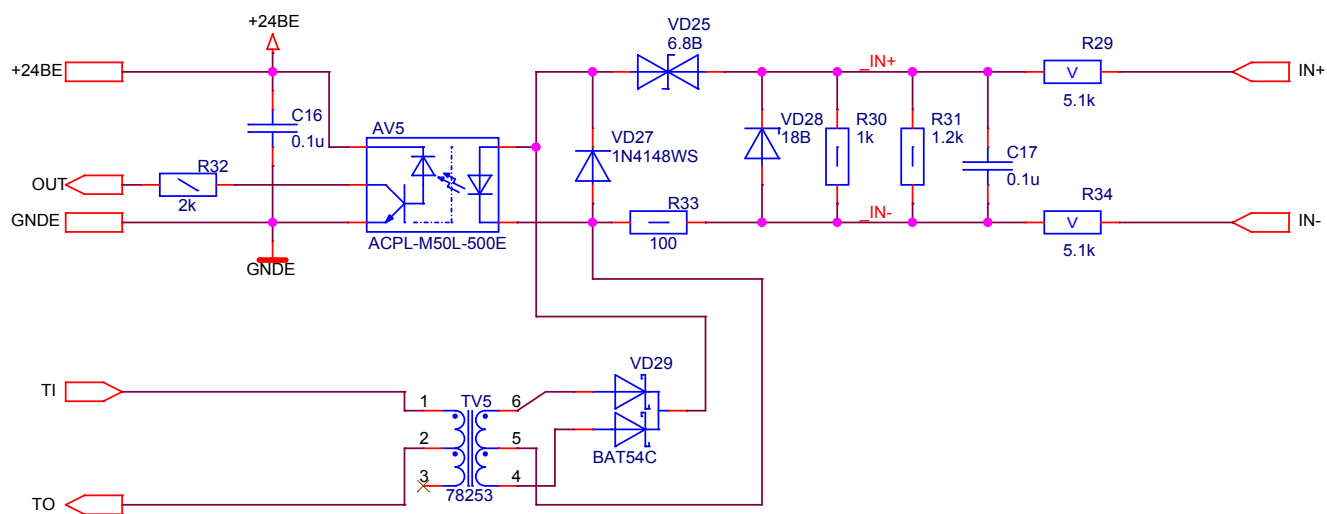 +24BE
VD25
6.8B
R29
+24BE
_IN+
V
IN+
5.1k
C16
0.1u
AV5
VD27
1N4148WS
VD28
18B
R30
1k
R31
1.2k
C17
0.1u
R32
OUT
2k
R33
R34
GNDE
_IN-
V
IN-
100
5.1k
ACPL-M50L-500E
GNDE
VD29
TI
1
TV5
6
2
5
BAT54C
3
4
78253
TO